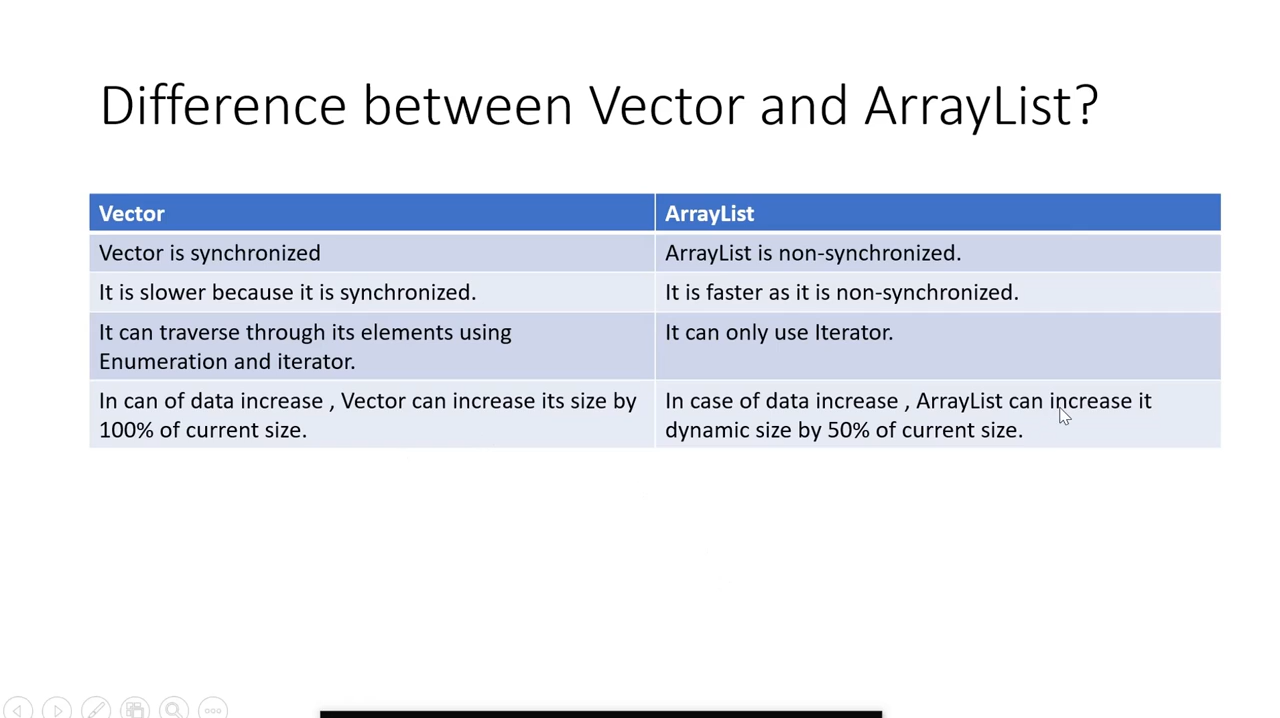 Difference between Vector and ArrayList?
Vector
ArrayList
Vector is synchronized
ArrayList is non-synchronized.
It is slower because it is synchronized.
It is faster as it is non-synchronized.
It can traverse through its elements using
Enumeration and iterator.
It can only use Iterator.
In can of data increase , Vector can increase its size by
100% of current size.
In case of data increase , ArrayList can increase it
dynamic size by 50% of current size.